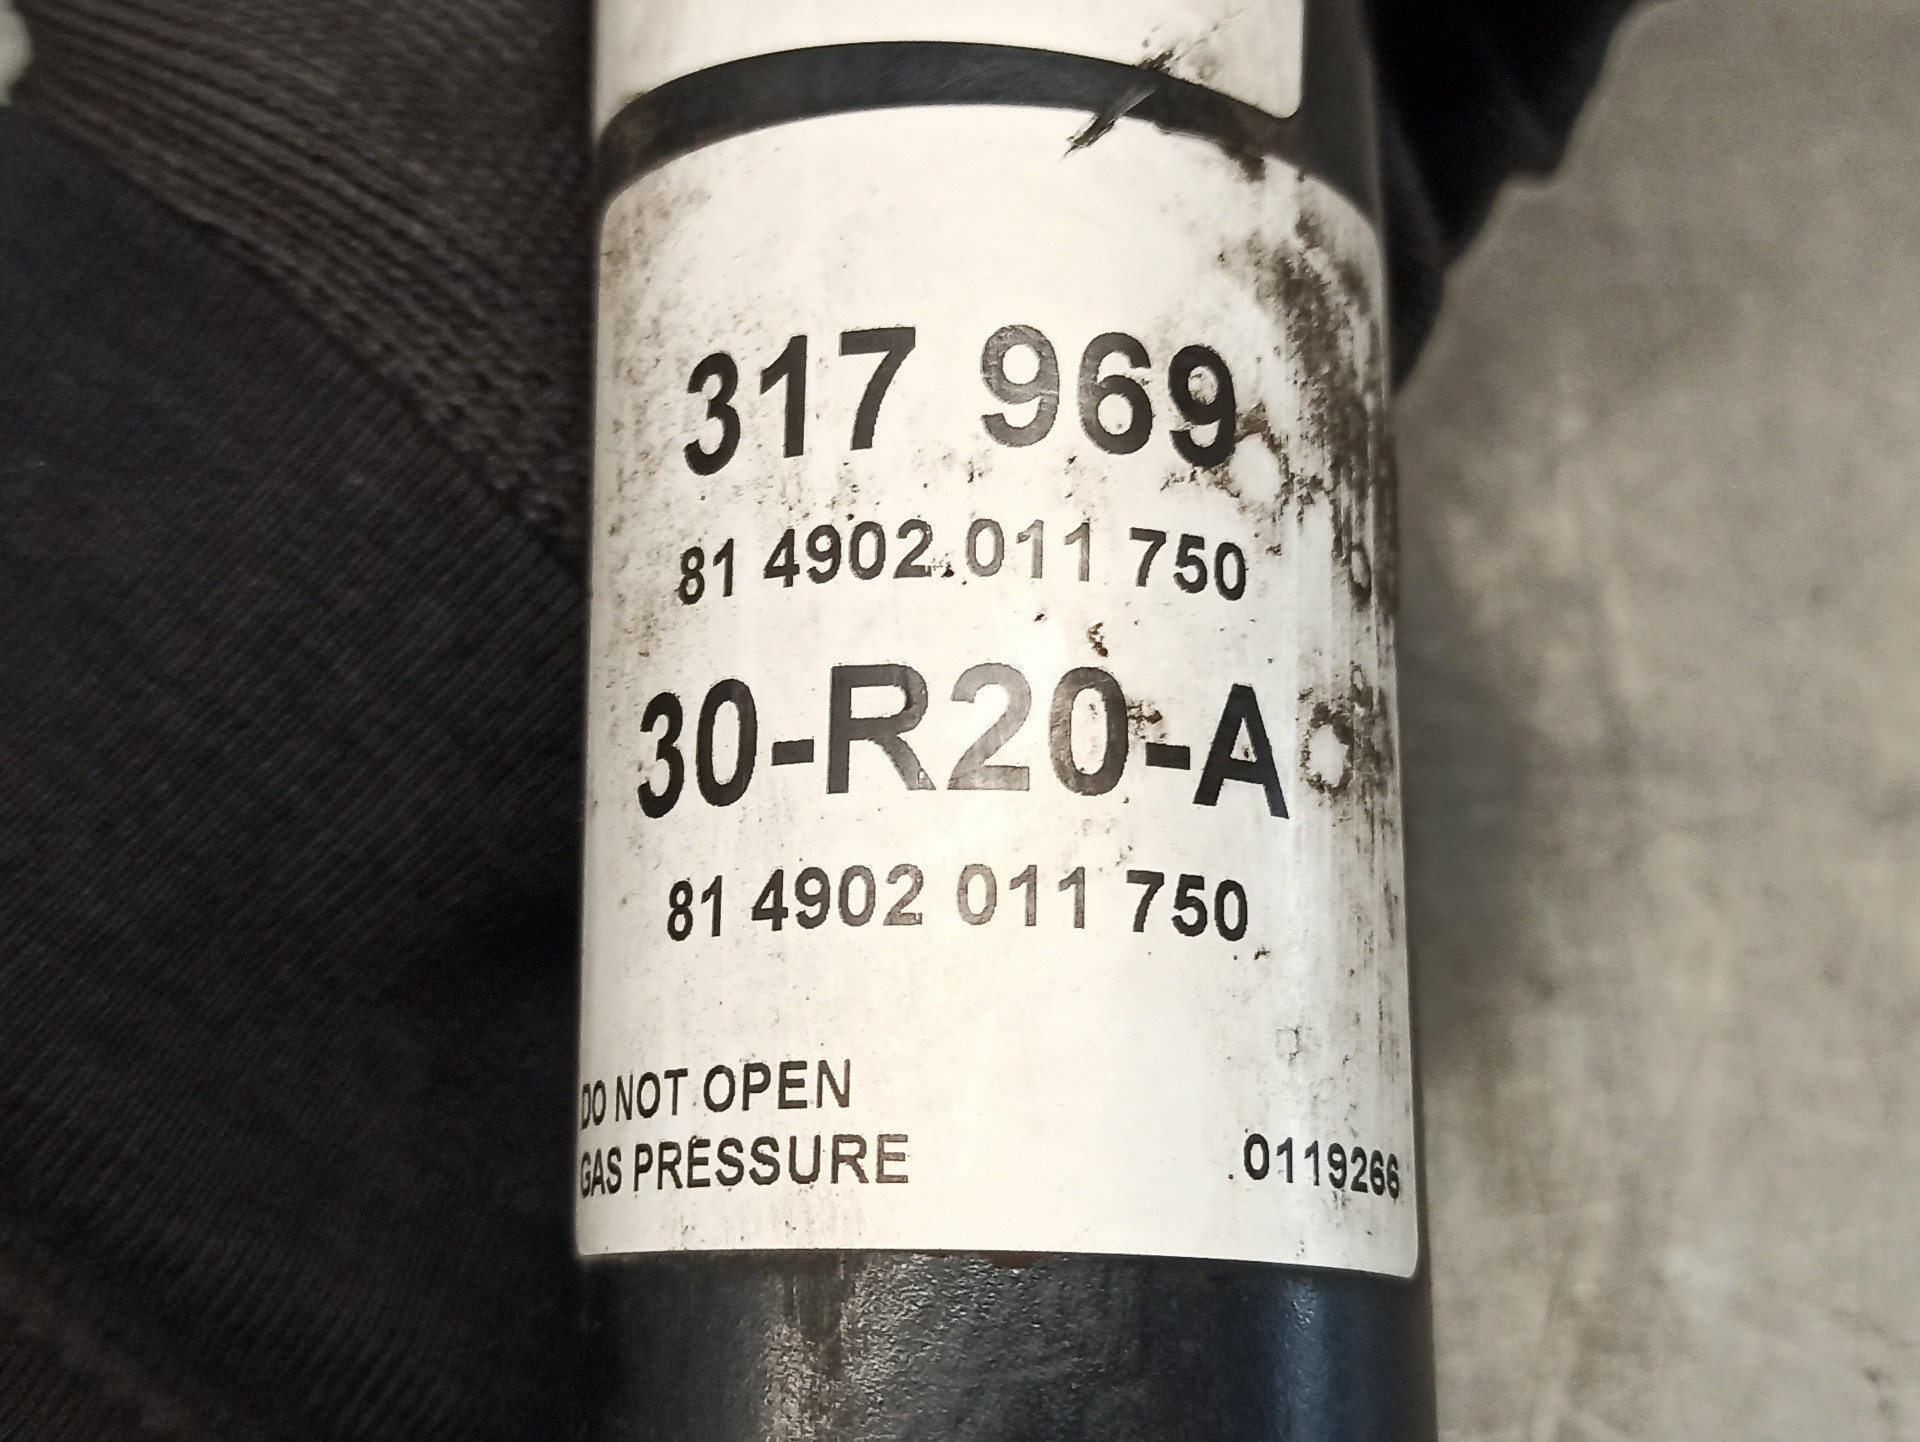 317 969
81 4902 011 750
30-R20-A
81 4902 011 750
DO NOT OPEN
GAS PRESSURE 0119266